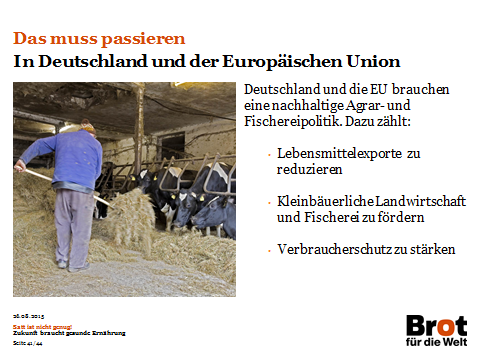 Das muss passieren
In Deutschland und der Europäischen Union
Deutschland und die EU brauchen
eine nachhaltige Agrar- und
Fischereipolitik. Dazu zählt:
• Lebensmittelexporte zu
reduzieren
• Kleinbäuerliche Landwirtschaft
und Fischerei zu fördern
• Verbraucherschutz zu stärken
26.08.2015
Satt ist nicht genug!
Zukunft braucht gesunde Ernährung
Seite 41/44
Brot
für die Welt